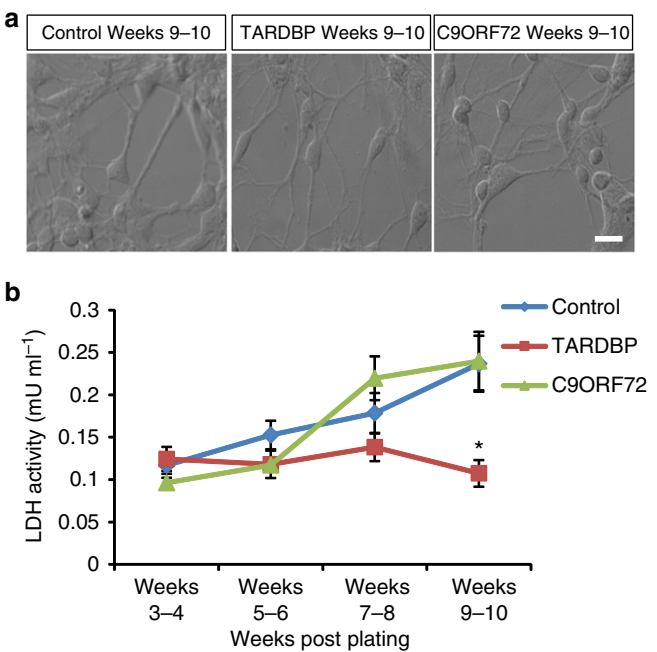 a
Control Weeks 9–10
TARDBP Weeks 9–10
C9ORF72 Weeks 9–10
b
LDH activity (mU ml⁻¹)
0.3
0.25
0.2
0.15
0.1
0.05
0
*
Control
TARDBP
C9ORF72
Weeks
3–4
Weeks
5–6
Weeks
7–8
Weeks
9–10
Weeks post plating